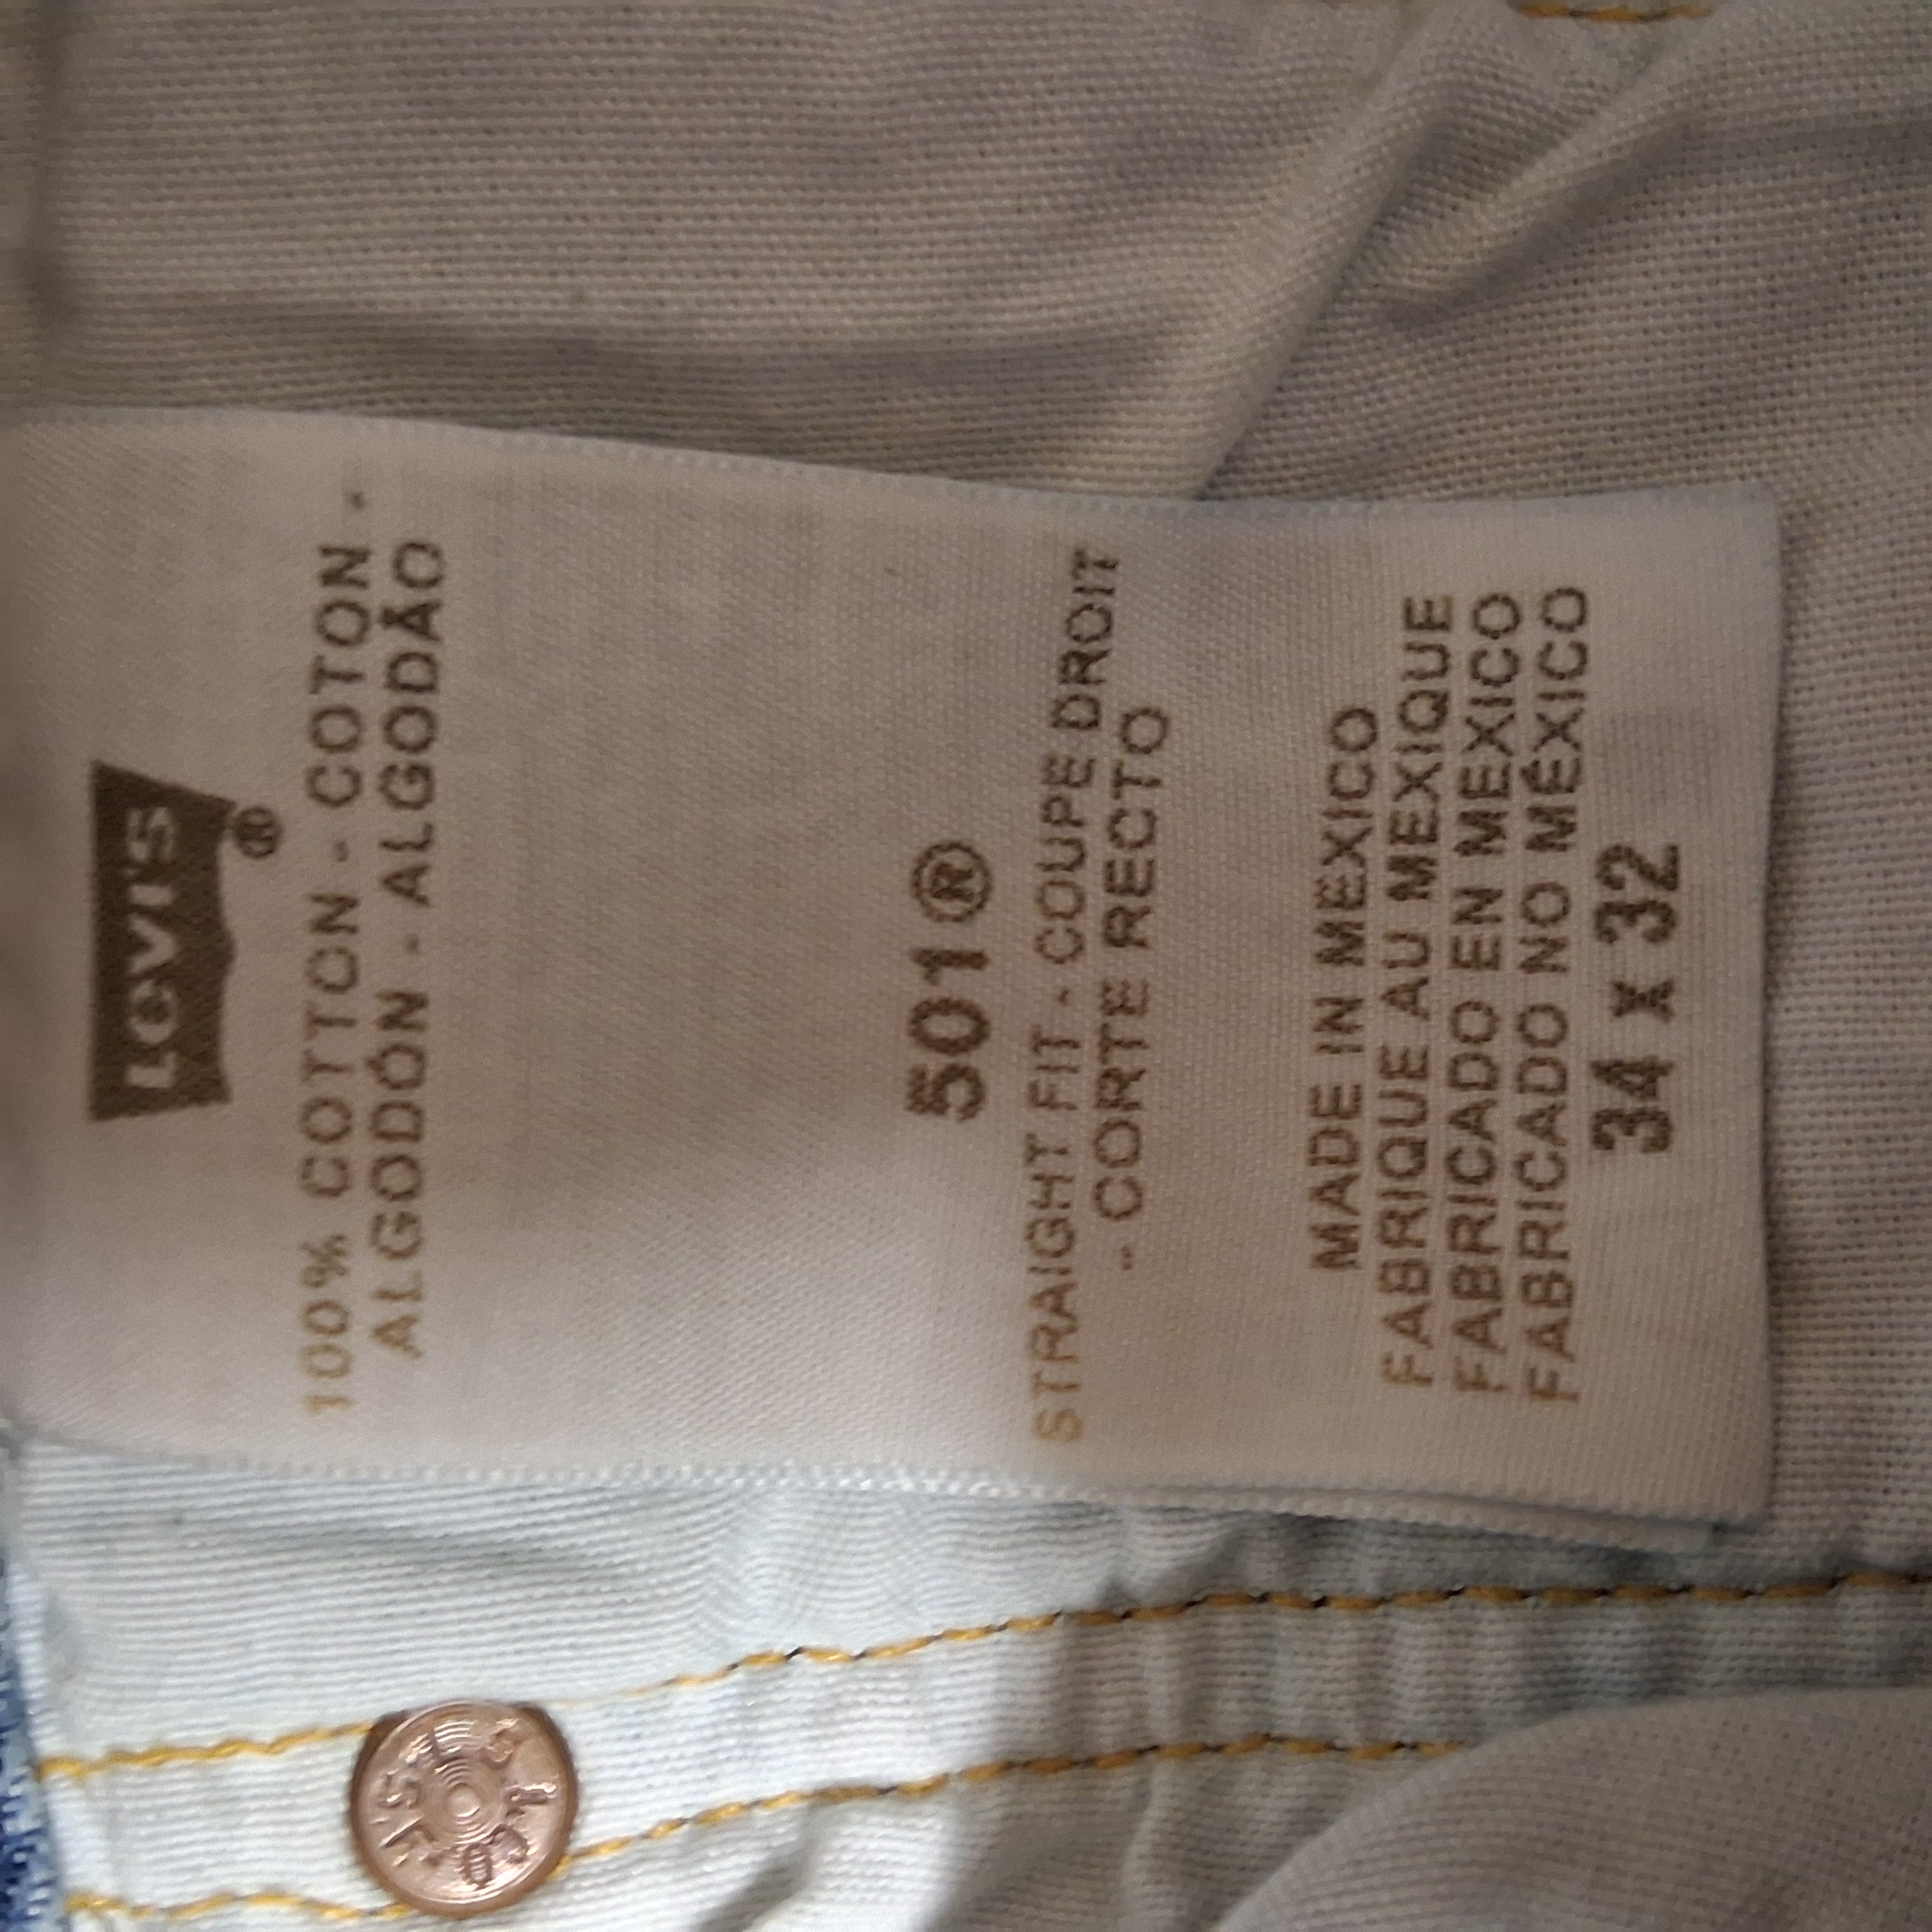 LEVI'S®
100% COTTON - COTON -
ALGODÓN - ALGODÃO
501®
STRAIGHT FIT - COUPE DROIT
- CORTE RECTO
MADE IN MEXICO
FABRIQUE AU MEXIQUE
FABRICADO EN MEXICO
FABRICADO NO MÉXICO
34 x 32